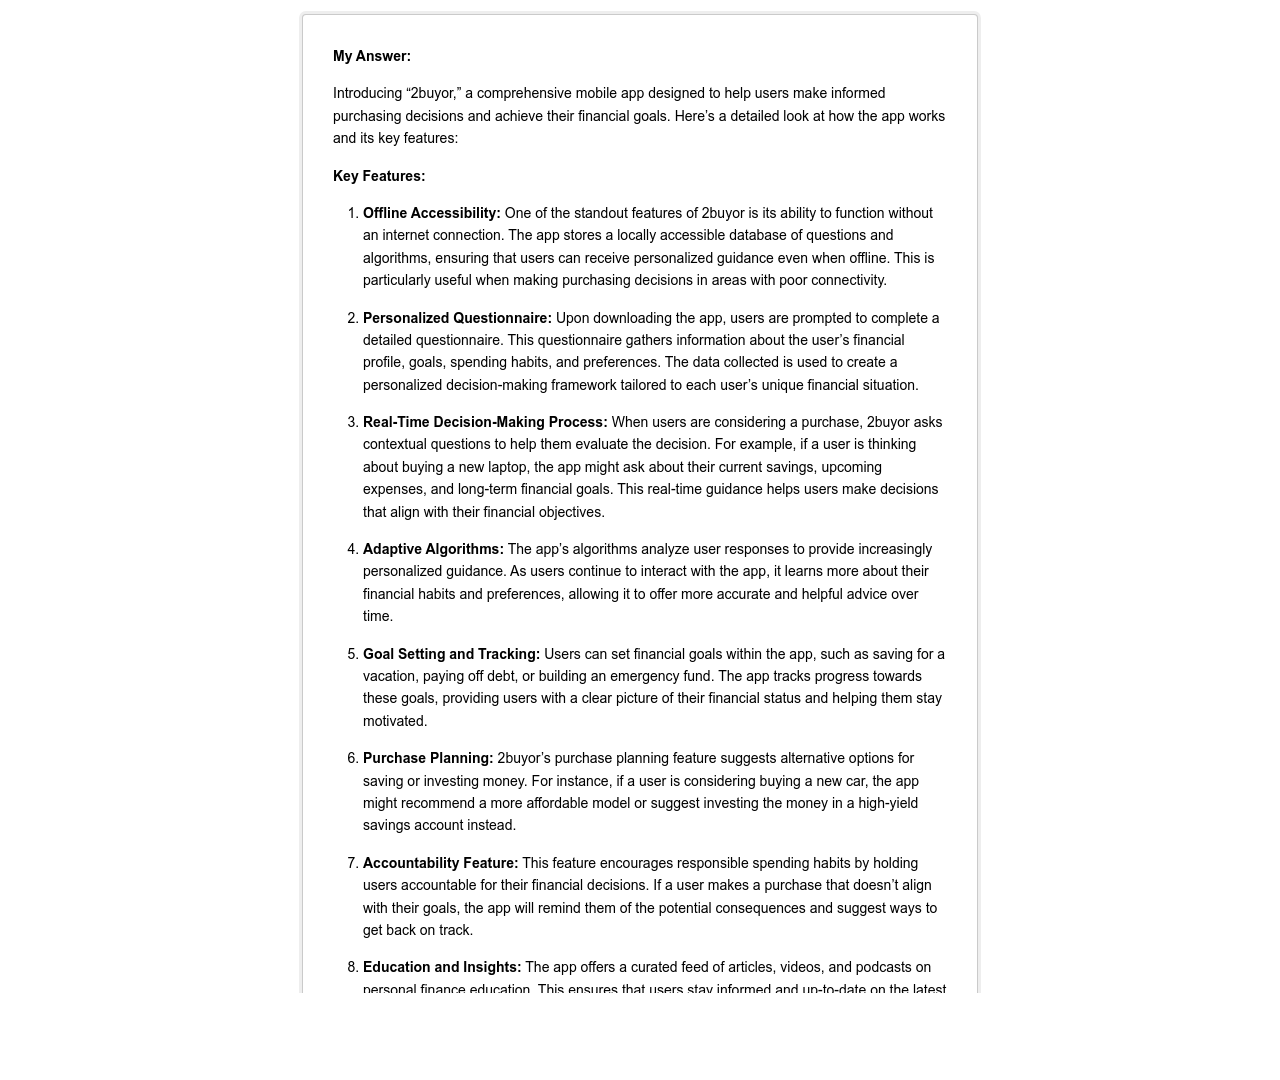 My Answer:
Introducing “2buyor,” a comprehensive mobile app designed to help users make informed
purchasing decisions and achieve their financial goals. Here’s a detailed look at how the app works
and its key features:
Key Features:
1. Offline Accessibility: One of the standout features of 2buyor is its ability to function without
an internet connection. The app stores a locally accessible database of questions and
algorithms, ensuring that users can receive personalized guidance even when offline. This is
particularly useful when making purchasing decisions in areas with poor connectivity.
2. Personalized Questionnaire: Upon downloading the app, users are prompted to complete a
detailed questionnaire. This questionnaire gathers information about the user’s financial
profile, goals, spending habits, and preferences. The data collected is used to create a
personalized decision-making framework tailored to each user’s unique financial situation.
3. Real-Time Decision-Making Process: When users are considering a purchase, 2buyor asks
contextual questions to help them evaluate the decision. For example, if a user is thinking
about buying a new laptop, the app might ask about their current savings, upcoming
expenses, and long-term financial goals. This real-time guidance helps users make decisions
that align with their financial objectives.
4. Adaptive Algorithms: The app’s algorithms analyze user responses to provide increasingly
personalized guidance. As users continue to interact with the app, it learns more about their
financial habits and preferences, allowing it to offer more accurate and helpful advice over
time.
5. Goal Setting and Tracking: Users can set financial goals within the app, such as saving for a
vacation, paying off debt, or building an emergency fund. The app tracks progress towards
these goals, providing users with a clear picture of their financial status and helping them stay
motivated.
6. Purchase Planning: 2buyor’s purchase planning feature suggests alternative options for
saving or investing money. For instance, if a user is considering buying a new car, the app
might recommend a more affordable model or suggest investing the money in a high-yield
savings account instead.
7. Accountability Feature: This feature encourages responsible spending habits by holding
users accountable for their financial decisions. If a user makes a purchase that doesn’t align
with their goals, the app will remind them of the potential consequences and suggest ways to
get back on track.
8. Education and Insights: The app offers a curated feed of articles, videos, and podcasts on
personal finance education. This ensures that users stay informed and up-to-date on the latest